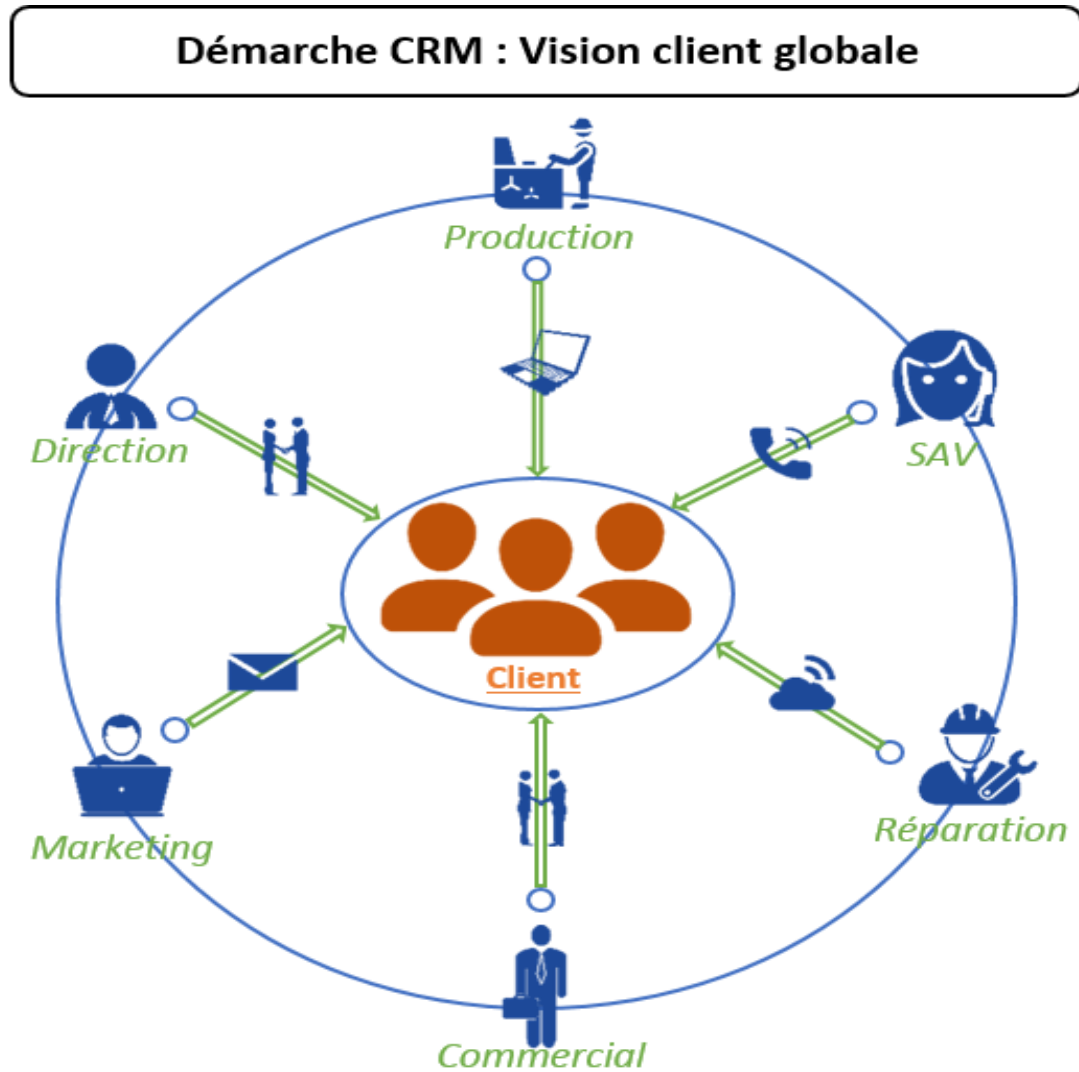 Démarche CRM : Vision client globale
Production
Direction
SAV
Client
Marketing
Réparation
Commercial